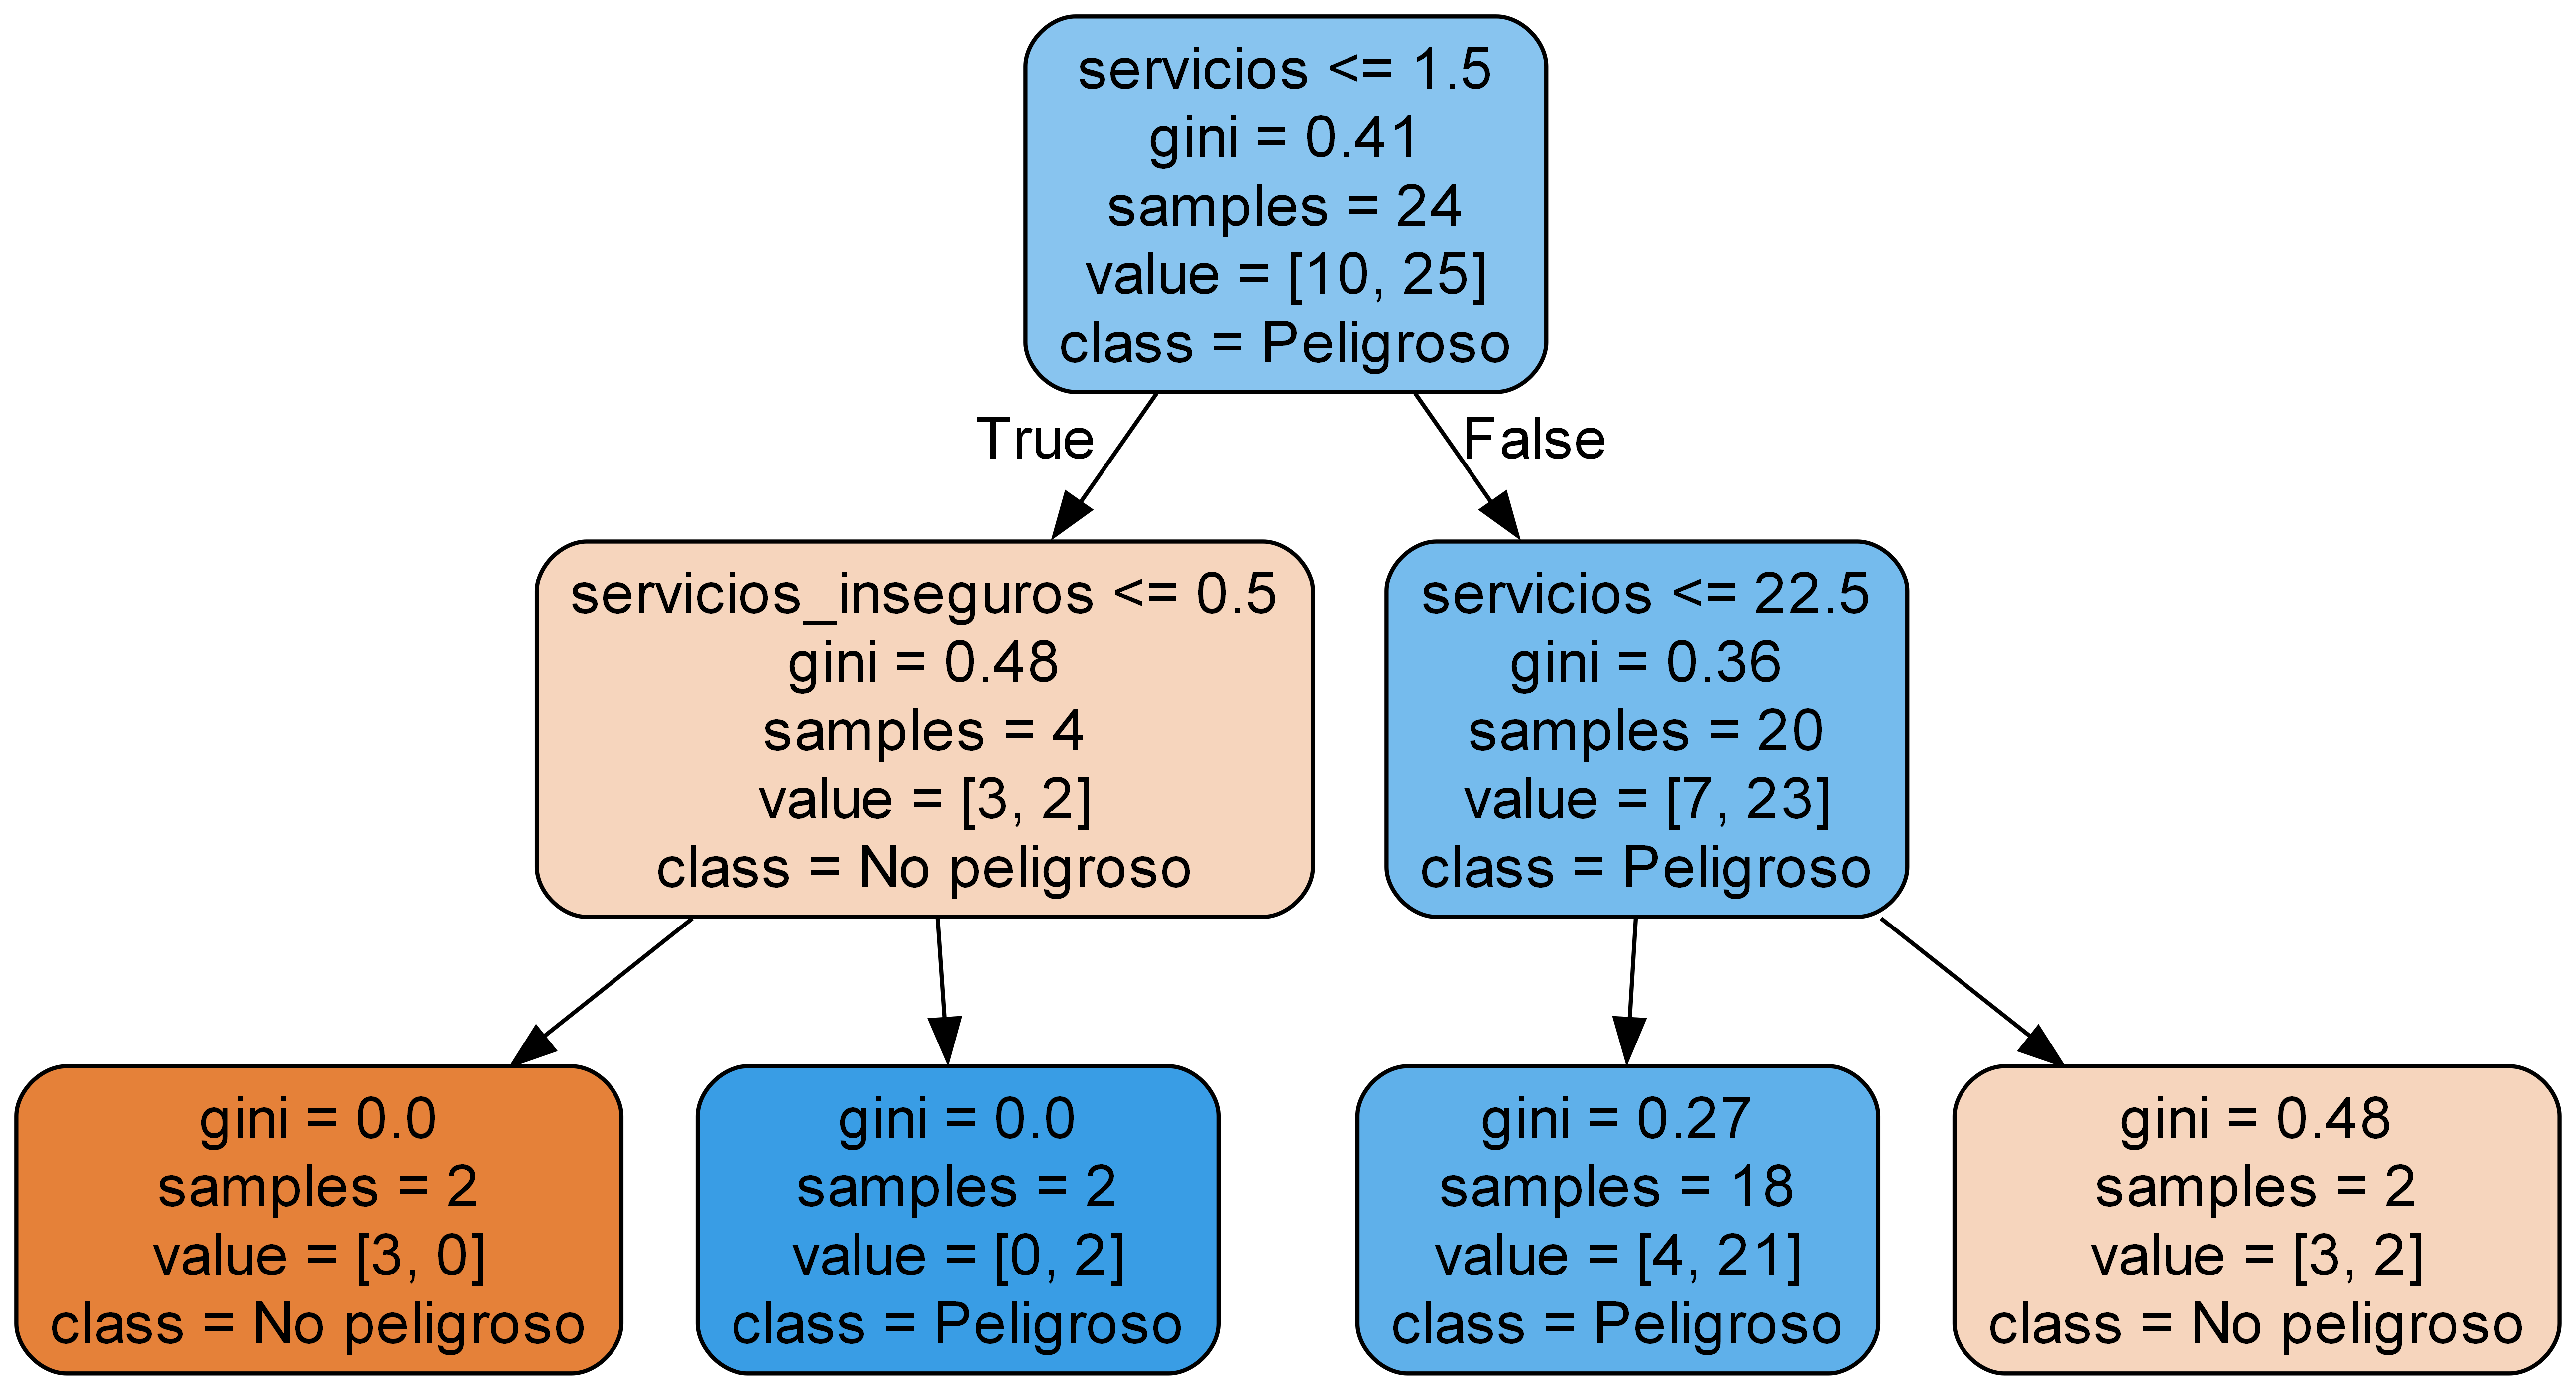 servicios <= 1.5
gini = 0.41
samples = 24
value = [10, 25]
class = Peligroso
True
False
servicios_inseguros <= 0.5
gini = 0.48
samples = 4
value = [3, 2]
class = No peligroso
servicios <= 22.5
gini = 0.36
samples = 20
value = [7, 23]
class = Peligroso
gini = 0.0
samples = 2
value = [3, 0]
class = No peligroso
gini = 0.0
samples = 2
value = [0, 2]
class = Peligroso
gini = 0.27
samples = 18
value = [4, 21]
class = Peligroso
gini = 0.48
samples = 2
value = [3, 2]
class = No peligroso